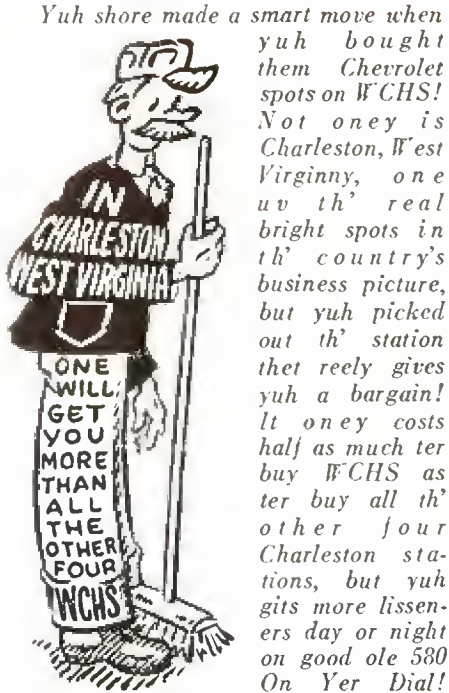 Yuh shore made a smart move when
yuh bought
them Chevrolet
spots on WCHS!
Not oney is
Charleston, West
Virginny, one
uv th' real
bright spots in
th' country's
business picture,
but yuh picked
out th' station
thet reely gives
yuh a bargain!
It oney costs
half as much ter
buy WCHS as
ter buy all th'
other four
Charleston sta-
tions, but yuh
gits more lissen-
ers day or night
on good ole 580
On Yer Dial!
IN
CHARLESTON
WEST VIRGINIA
ONE
WILL
GET
YOU
MORE
THAN
ALL
THE
OTHER
FOUR
WCHS